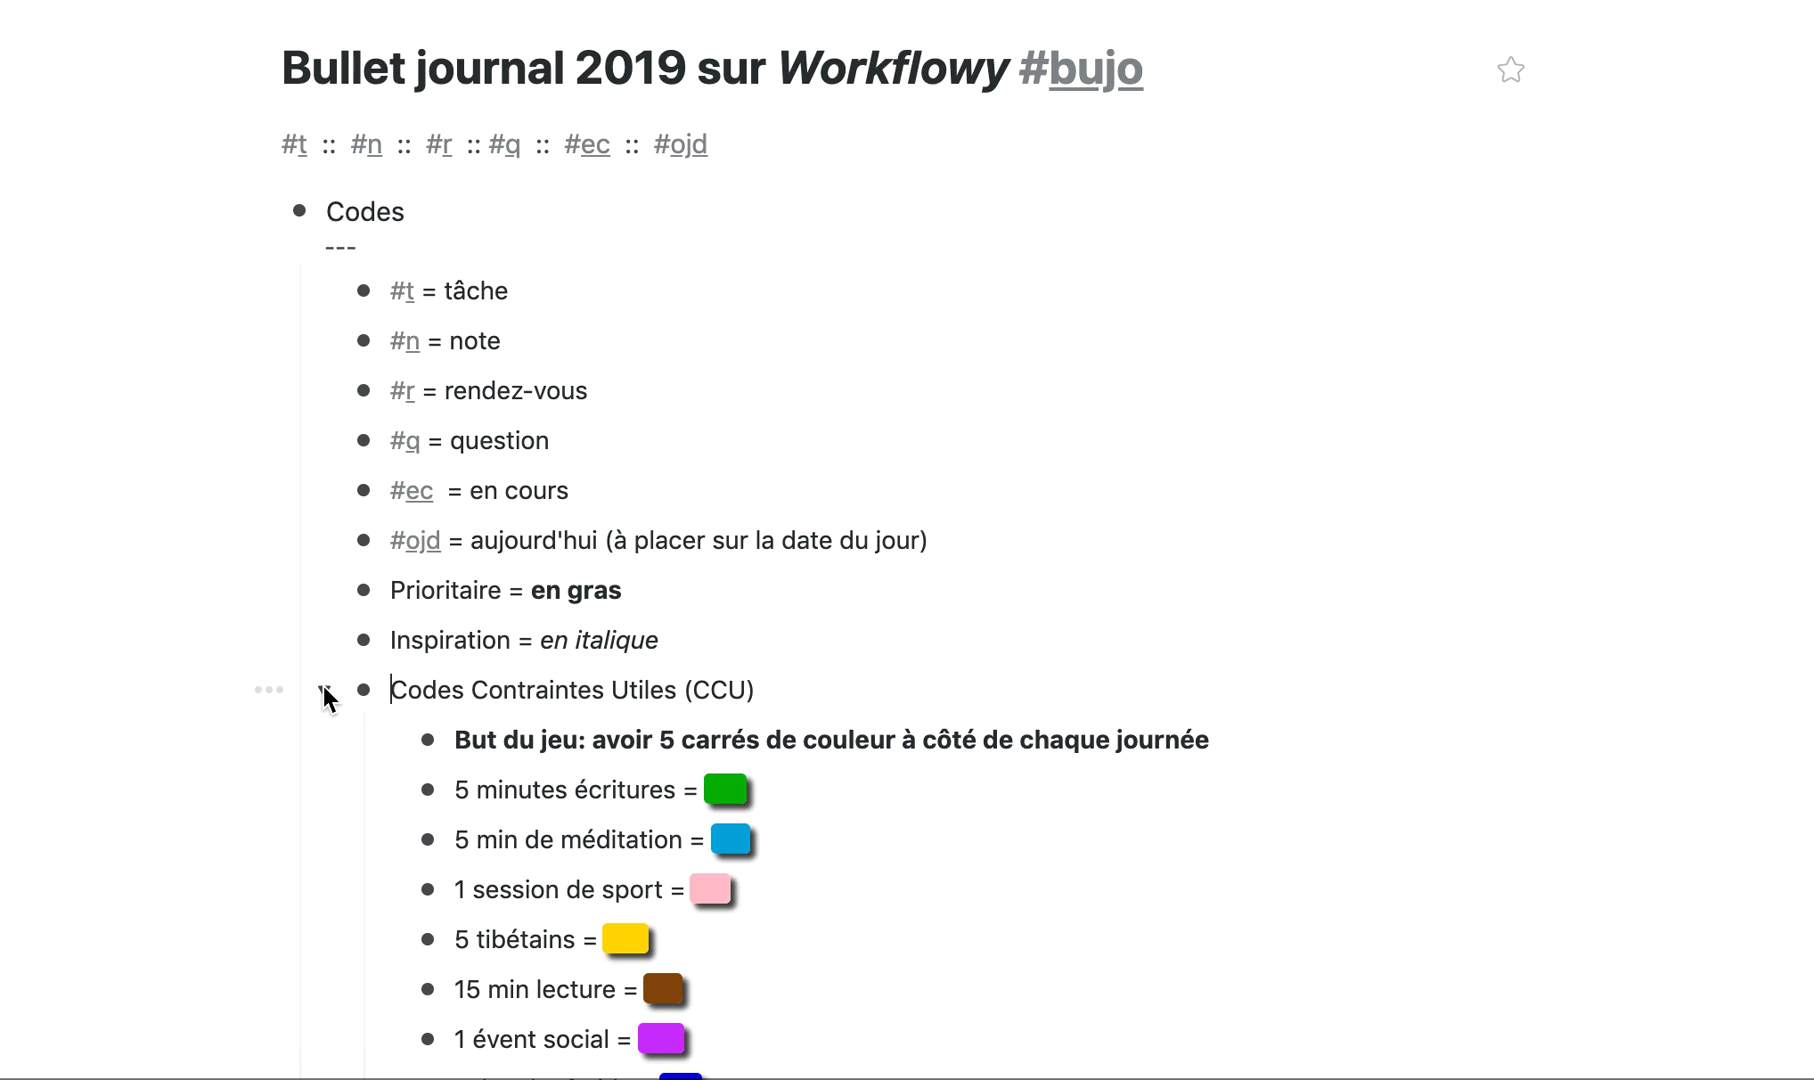 Bullet journal 2019 sur Workflowy #bujo
#t :: #n :: #r :: #q :: #ec :: #ojd
Codes
---
#t = tâche
#n = note
#r = rendez-vous
#q = question
#ec = en cours
#ojd = aujourd'hui (à placer sur la date du jour)
Prioritaire = en gras
Inspiration = en italique
Codes Contraintes Utiles (CCU)
But du jeu: avoir 5 carrés de couleur à côté de chaque journée
5 minutes écritures =
5 min de méditation =
1 session de sport =
5 tibétains =
15 min lecture =
1 évent social =